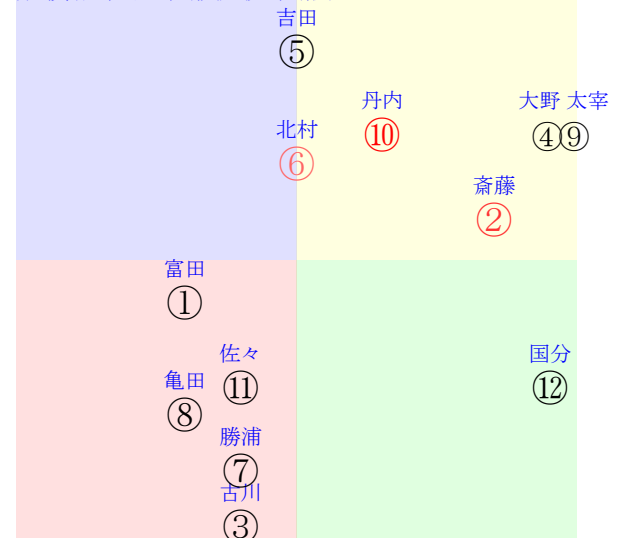 吉田
⑤
丹内
⑩
大野 太宰
④⑨
北村
⑥
斎藤
②
富田
①
佐々
⑪
国分
⑫
亀田
⑧
勝浦
⑦
古川
③